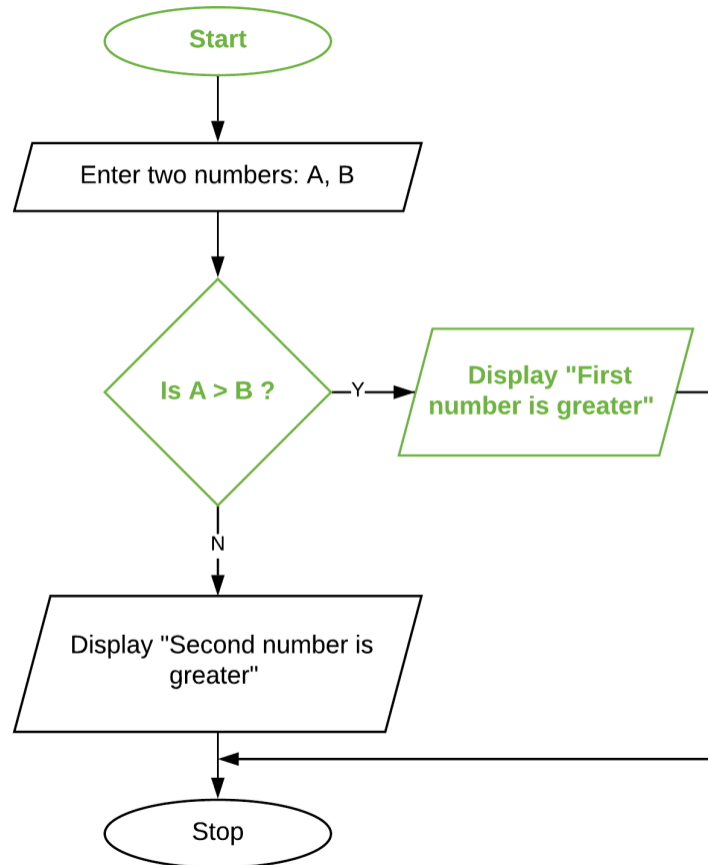 Start
Enter two numbers: A, B
Is A > B ?
Y
Display "First
number is greater"
N
Display "Second number is
greater"
Stop